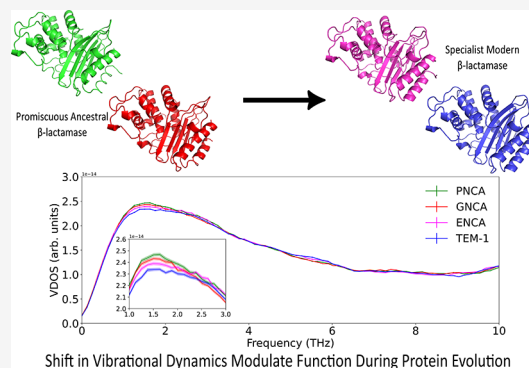 Promiscuous Ancestral
β-lactamase
Specialist Modern
β-lactamase
1e-14
3.0
2.5
2.0
1.5
1.0
0.5
0.0
VDOS (arb. units)
PNCA
GNCA
ENCA
TEM-1
1e-14
2.6
2.5
2.4
2.3
2.2
2.1
2.0
1.0 1.5 2.0 2.5 3.0
0 2 4 6 8 10
Frequency (THz)
Shift in Vibrational Dynamics Modulate Function During Protein Evolution